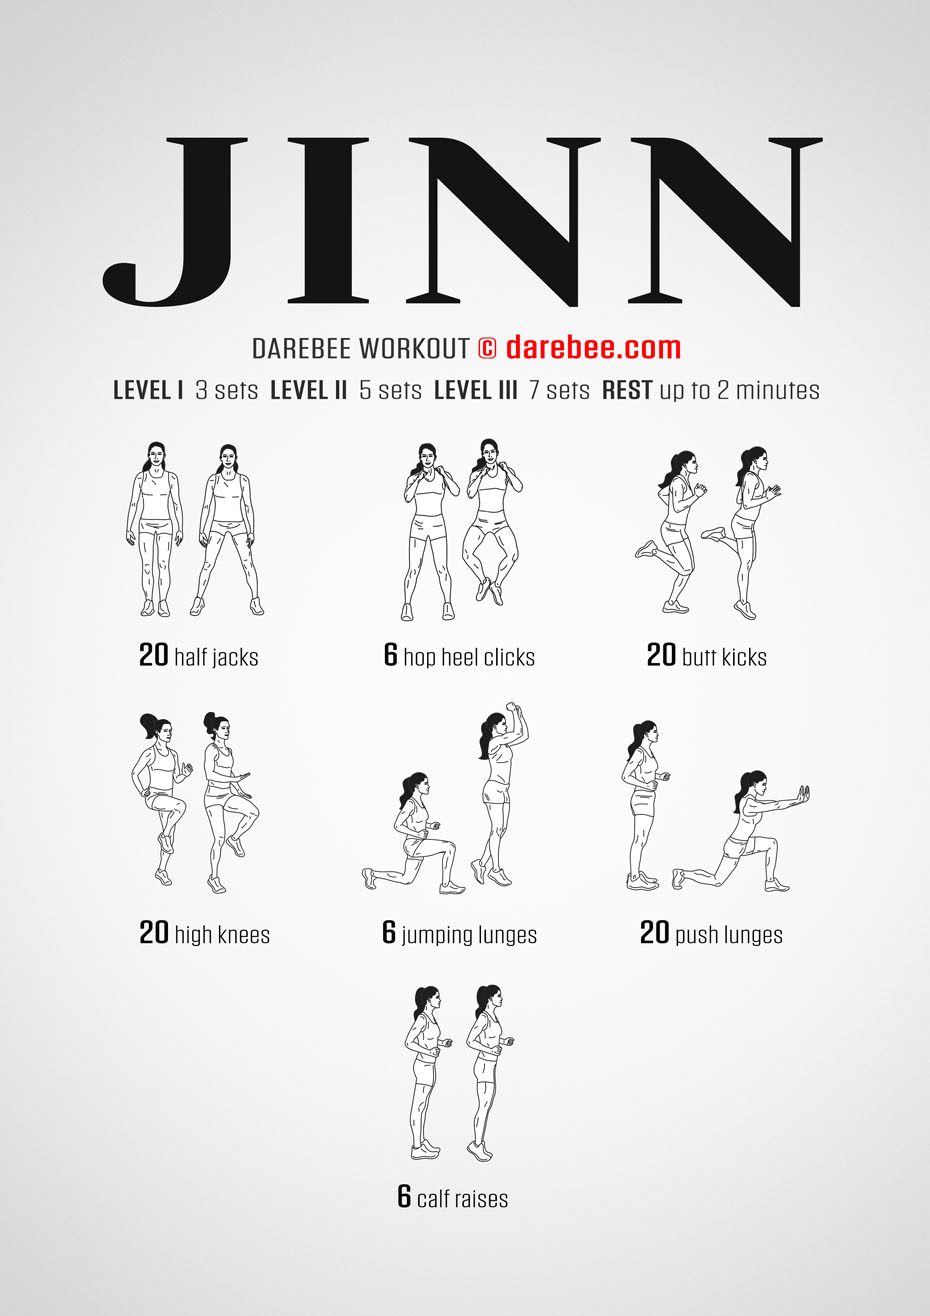 JINN
DAREBEE WORKOUT © darebee.com
LEVEL I 3 sets LEVEL II 5 sets LEVEL III 7 sets REST up to 2 minutes
20 half jacks
6 hop heel clicks
20 butt kicks
20 high knees
6 jumping lunges
20 push lunges
6 calf raises